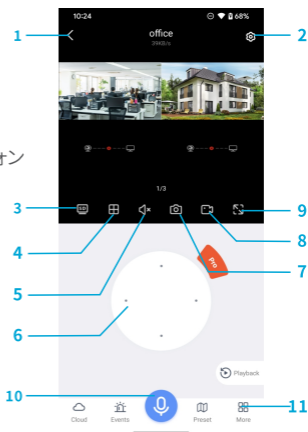 10:24
68%
office
39KB/s
1
2
オン
1/3
SD
3
4
5
6
7
8
9
Pro
Playback
10
11
Cloud
Events
Preset
More